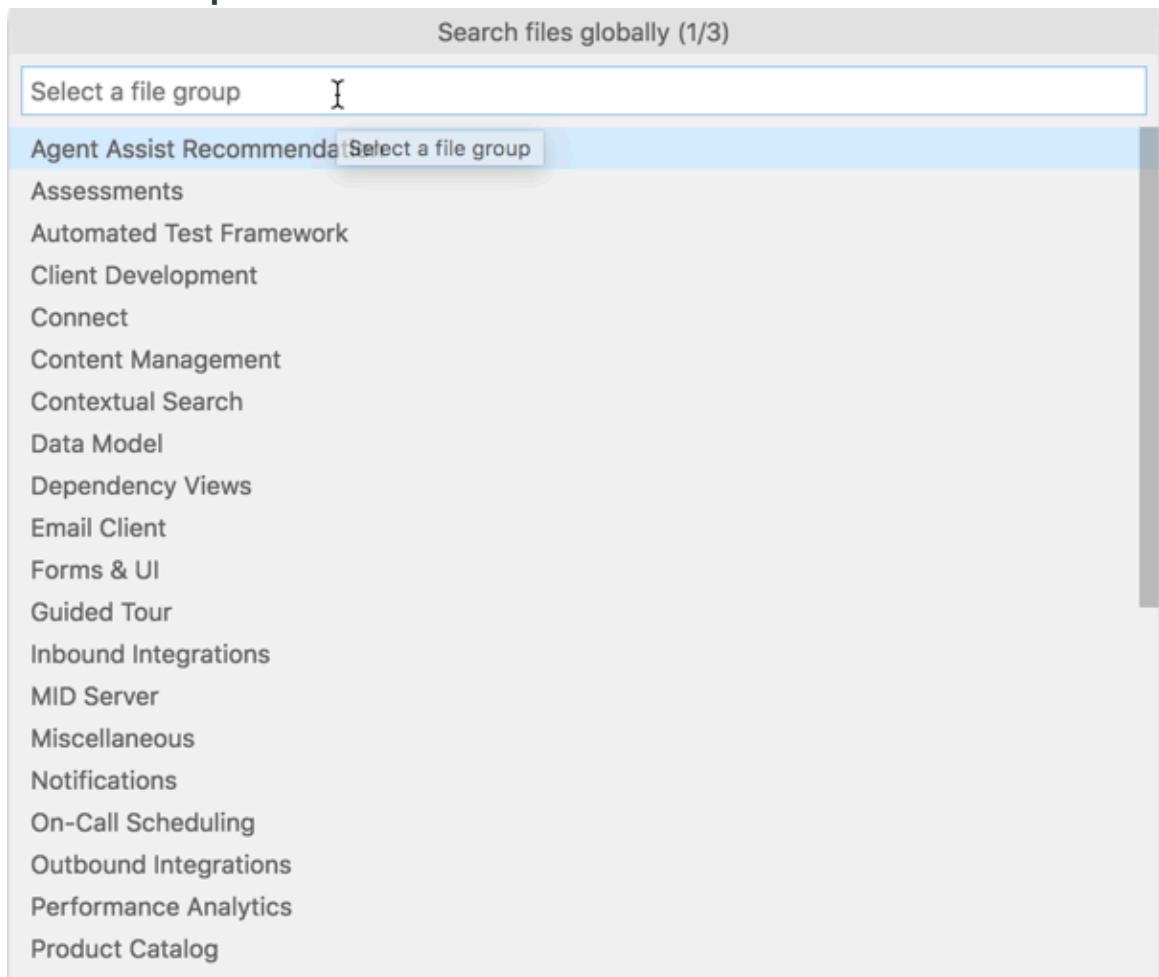 Search files globally (1/3)
Select a file group
Agent Assist Recommendation
Select a file group
Assessments
Automated Test Framework
Client Development
Connect
Content Management
Contextual Search
Data Model
Dependency Views
Email Client
Forms & UI
Guided Tour
Inbound Integrations
MID Server
Miscellaneous
Notifications
On-Call Scheduling
Outbound Integrations
Performance Analytics
Product Catalog